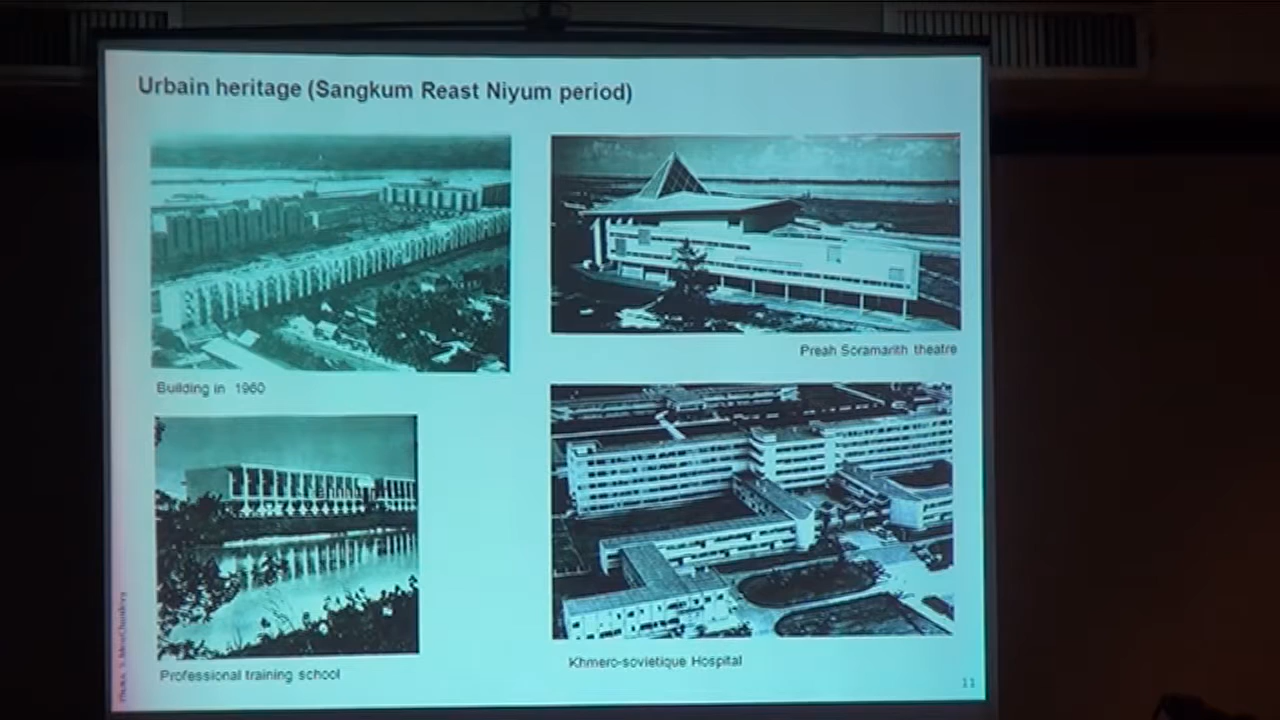 Urbain heritage (Sangkum Reast Niyum period)
Preah Soramarith theatre
Building in 1960
Khmero-sovietique Hospital
Professional training school
11